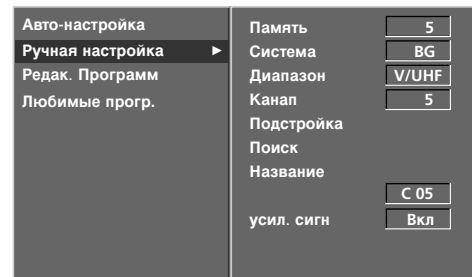 Авто-настройка
Ручная настройка ►
Редак. Программ
Любимые прогр.
Память 5
Система BG
Диапазон V/UHF
Канап 5
Подстройка
Поиск
Название
C 05
усил. сигн Вкл